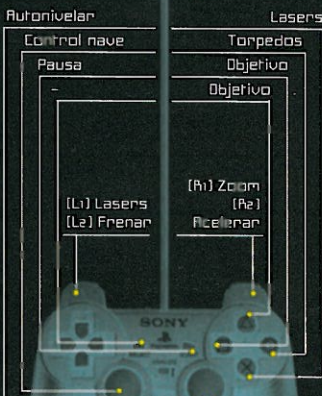 Autonivelar
Lasers
Control nave
Torpedos
Pausa
Objetivo
-
Objetivo
[R1] Zoom
[L1] Lasers
[R2]
[L2] Frenar
Acelerar
SONY